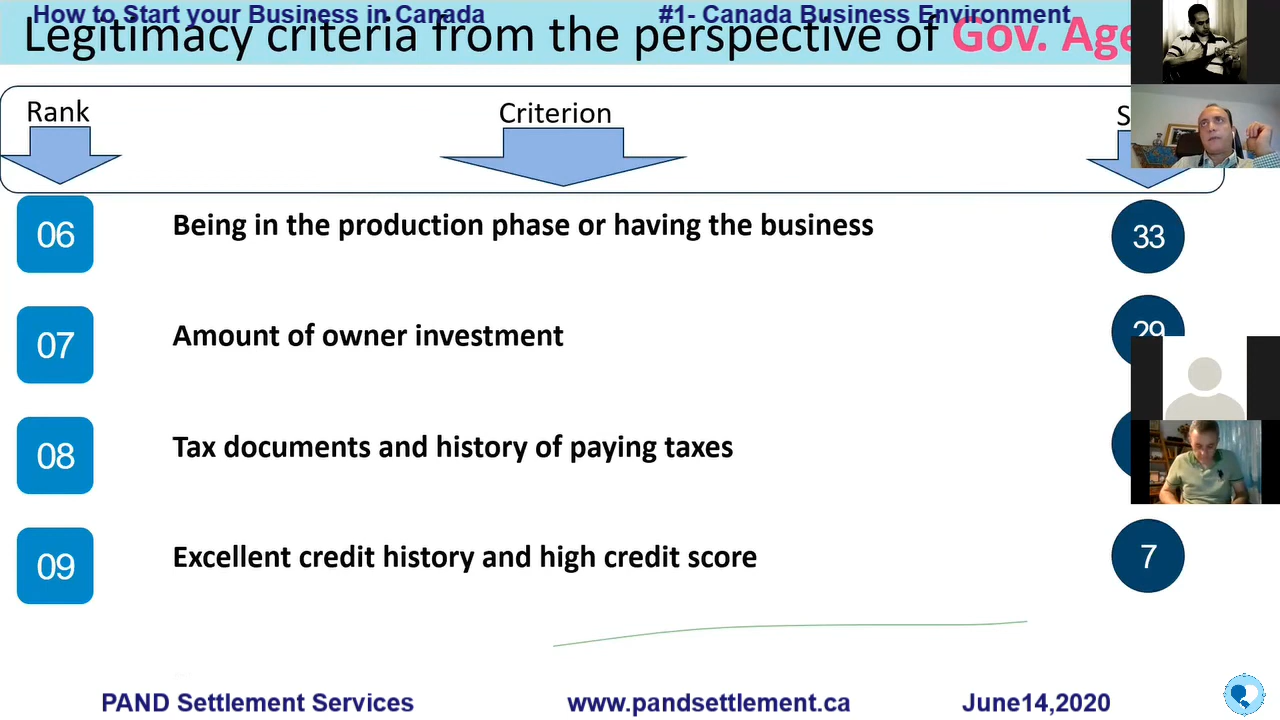 How to Start your Business in Canada #1- Canada Business Environment
Legitimacy criteria from the perspective of Gov.
Rank Criterion
06 Being in the production phase or having the business 33
07 Amount of owner investment 29
08 Tax documents and history of paying taxes
09 Excellent credit history and high credit score 7
PAND Settlement Services www.pandsettlement.ca June14,2020